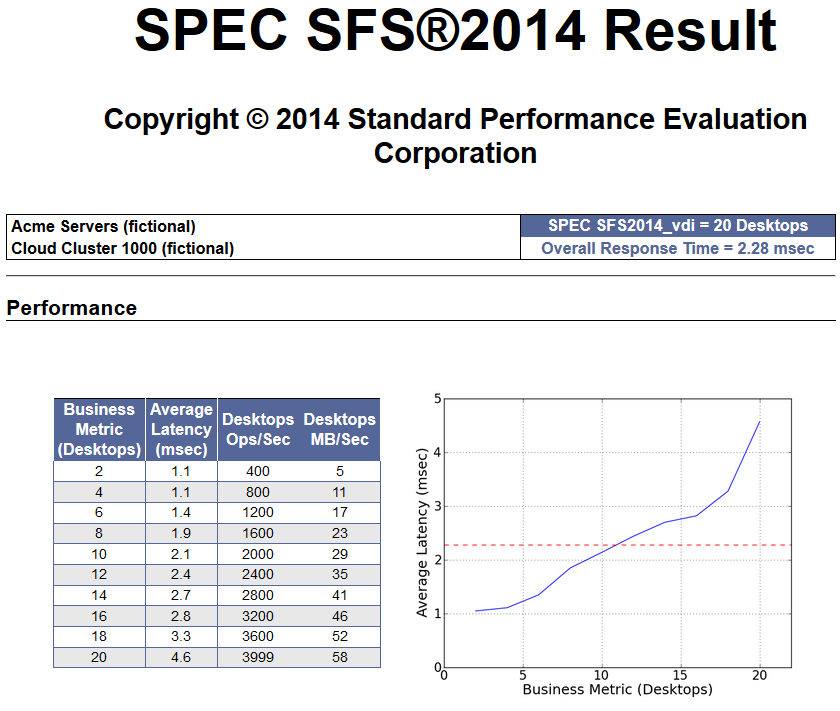 SPEC SFS®2014 Result
Copyright © 2014 Standard Performance Evaluation
Corporation
Acme Servers (fictional)
Cloud Cluster 1000 (fictional)
SPEC SFS2014_vdi = 20 Desktops
Overall Response Time = 2.28 msec
Performance
Business Metric (Desktops) Average Latency (msec) Desktops Ops/Sec Desktops MB/Sec
2 1.1 400 5
4 1.1 800 11
6 1.4 1200 17
8 1.9 1600 23
10 2.1 2000 29
12 2.4 2400 35
14 2.7 2800 41
16 2.8 3200 46
18 3.3 3600 52
20 4.6 3999 58
Average Latency (msec)
5
4
3
2
1
0
0 5 10 15 20
Business Metric (Desktops)